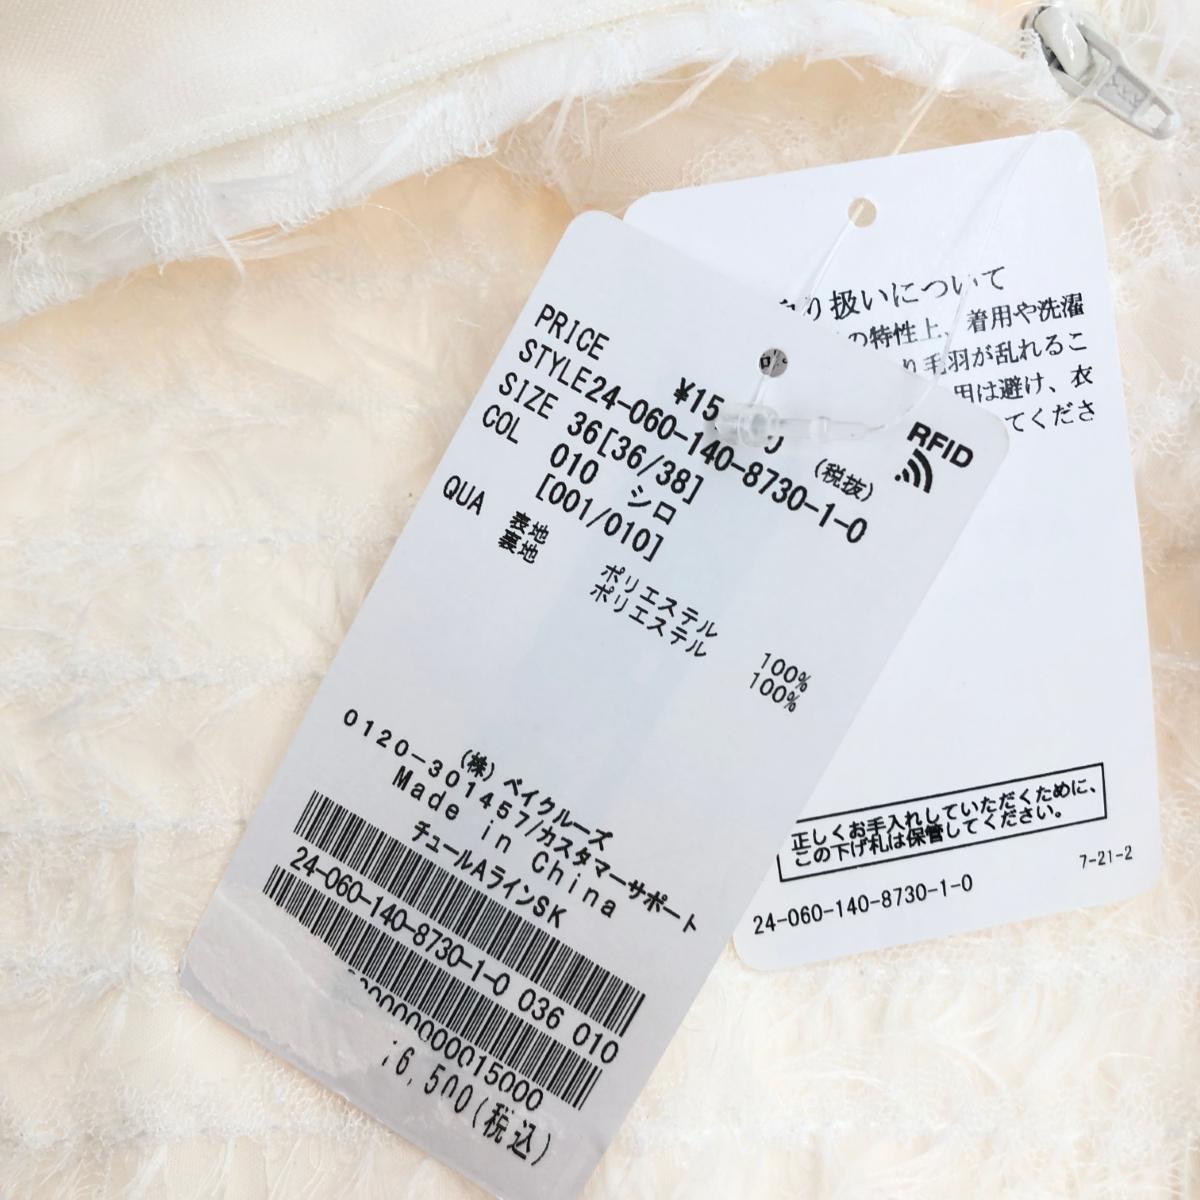 PRICE ¥15 (税抜)
STYLE24-060-140-8730-1-0
SIZE 36[36/38]
COL 010 シロ
[001/010]
QUA 表地 ポリエステル 100%
裏地 ポリエステル 100%
RFID
(株) ベイクルーズ
0120-301457/カスタマーサポート
Made in China
チュールAラインSK
24-060-140-8730-1-0 036 010
000000015000
6,500(税込)
り扱いについて
の特性上、着用や洗濯
り毛羽が乱れるこ
は避け、衣
てくださ
正しくお手入れしていただくために、
この下げ札は保管してください。
7-21-2
24-060-140-8730-1-0